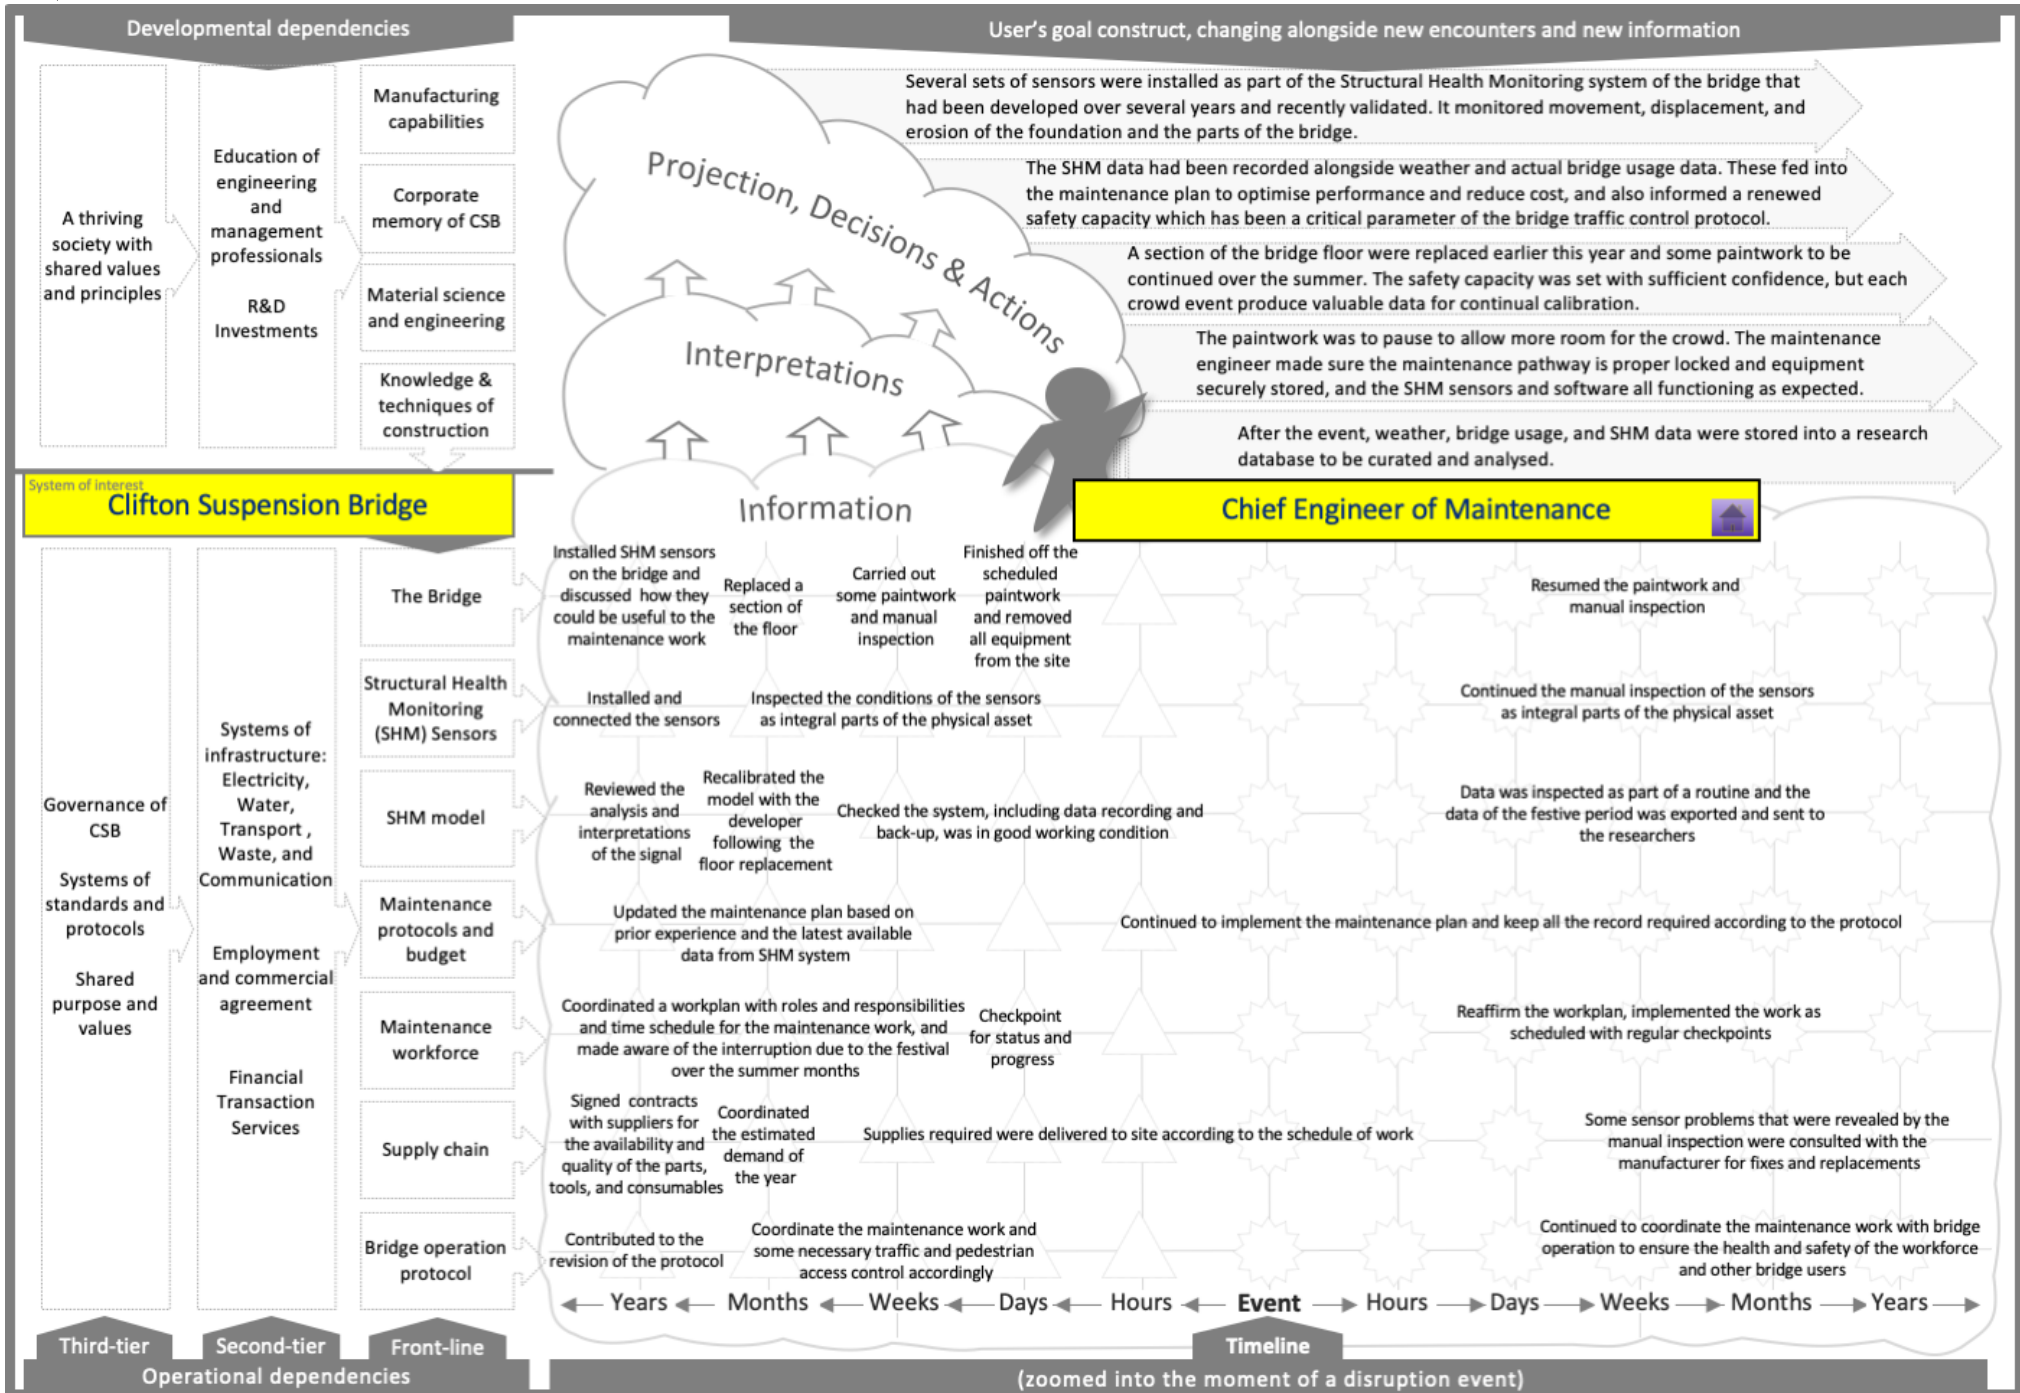 Developmental dependencies
User's goal construct, changing alongside new encounters and new information
A thriving
society with
shared values
and principles
Education of
engineering
and
management
professionals
R&D
Investments
Manufacturing
capabilities
Corporate
memory of CSB
Material science
and engineering
Knowledge &
techniques of
construction
Projection, Decisions & Actions
Interpretations
Information
Several sets of sensors were installed as part of the Structural Health Monitoring system of the bridge that
had been developed over several years and recently validated. It monitored movement, displacement, and
erosion of the foundation and the parts of the bridge.
The SHM data had been recorded alongside weather and actual bridge usage data. These fed into
the maintenance plan to optimise performance and reduce cost, and also informed a renewed
safety capacity which has been a critical parameter of the bridge traffic control protocol.
A section of the bridge floor were replaced earlier this year and some paintwork to be
continued over the summer. The safety capacity was set with sufficient confidence, but each
crowd event produce valuable data for continual calibration.
The paintwork was to pause to allow more room for the crowd. The maintenance
engineer made sure the maintenance pathway is proper locked and equipment
securely stored, and the SHM sensors and software all functioning as expected.
After the event, weather, bridge usage, and SHM data were stored into a research
database to be curated and analysed.
System of interest
Clifton Suspension Bridge
Chief Engineer of Maintenance
Governance of
CSB
Systems of
standards and
protocols
Shared
purpose and
values
Systems of
infrastructure:
Electricity,
Water,
Transport ,
Waste, and
Communication
Employment
and commercial
agreement
Financial
Transaction
Services
The Bridge
Installed SHM sensors
on the bridge and
discussed how they
could be useful to the
maintenance work
Replaced a
section of
the floor
Carried out
some paintwork
and manual
inspection
Finished off the
scheduled
paintwork
and removed
all equipment
from the site
Resumed the paintwork and
manual inspection
Structural Health
Monitoring
(SHM) Sensors
Installed and
connected the sensors
Inspected the conditions of the sensors
as integral parts of the physical asset
Continued the manual inspection of the sensors
as integral parts of the physical asset
SHM model
Reviewed the
analysis and
interpretations
of the signal
Recalibrated the
model with the
developer
following the
floor replacement
Checked the system, including data recording and
back-up, was in good working condition
Data was inspected as part of a routine and the
data of the festive period was exported and sent to
the researchers
Maintenance
protocols and
budget
Updated the maintenance plan based on
prior experience and the latest available
data from SHM system
Continued to implement the maintenance plan and keep all the record required according to the protocol
Maintenance
workforce
Coordinated a workplan with roles and responsibilities
and time schedule for the maintenance work, and
made aware of the interruption due to the festival
over the summer months
Checkpoint
for status and
progress
Reaffirm the workplan, implemented the work as
scheduled with regular checkpoints
Supply chain
Signed contracts
with suppliers for
the availability and
quality of the parts,
tools, and consumables
Coordinated
the estimated
demand of
the year
Supplies required were delivered to site according to the schedule of work
Some sensor problems that were revealed by the
manual inspection were consulted with the
manufacturer for fixes and replacements
Bridge operation
protocol
Contributed to the
revision of the protocol
Coordinate the maintenance work and
some necessary traffic and pedestrian
access control accordingly
Continued to coordinate the maintenance work with bridge
operation to ensure the health and safety of the workforce
and other bridge users
Years Months Weeks Days Hours Event Hours Days Weeks Months Years
Third-tier
Second-tier
Front-line
Timeline
Operational dependencies
(zoomed into the moment of a disruption event)